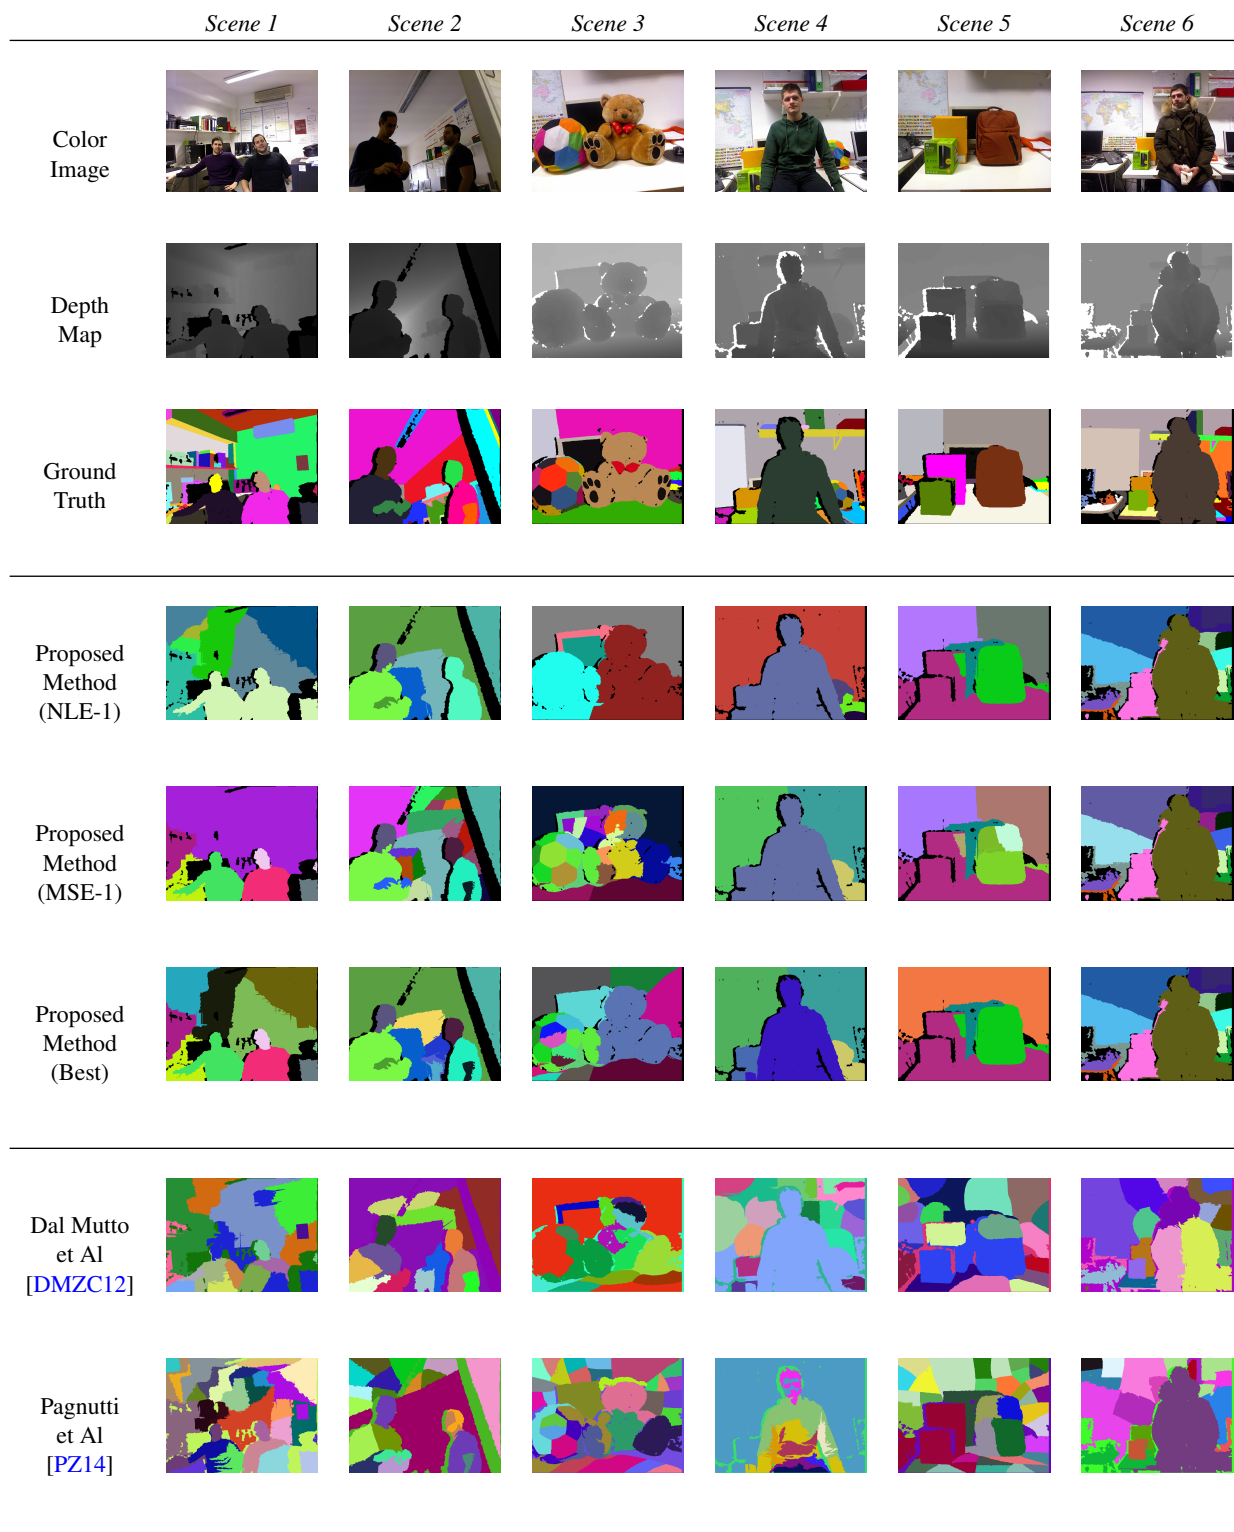 Scene 1 Scene 2 Scene 3 Scene 4 Scene 5 Scene 6
Color
Image
Depth
Map
Ground
Truth
Proposed
Method
(NLE-1)
Proposed
Method
(MSE-1)
Proposed
Method
(Best)
Dal Mutto
et Al
[DMZC12]
Pagnutti
et Al
[PZ14]